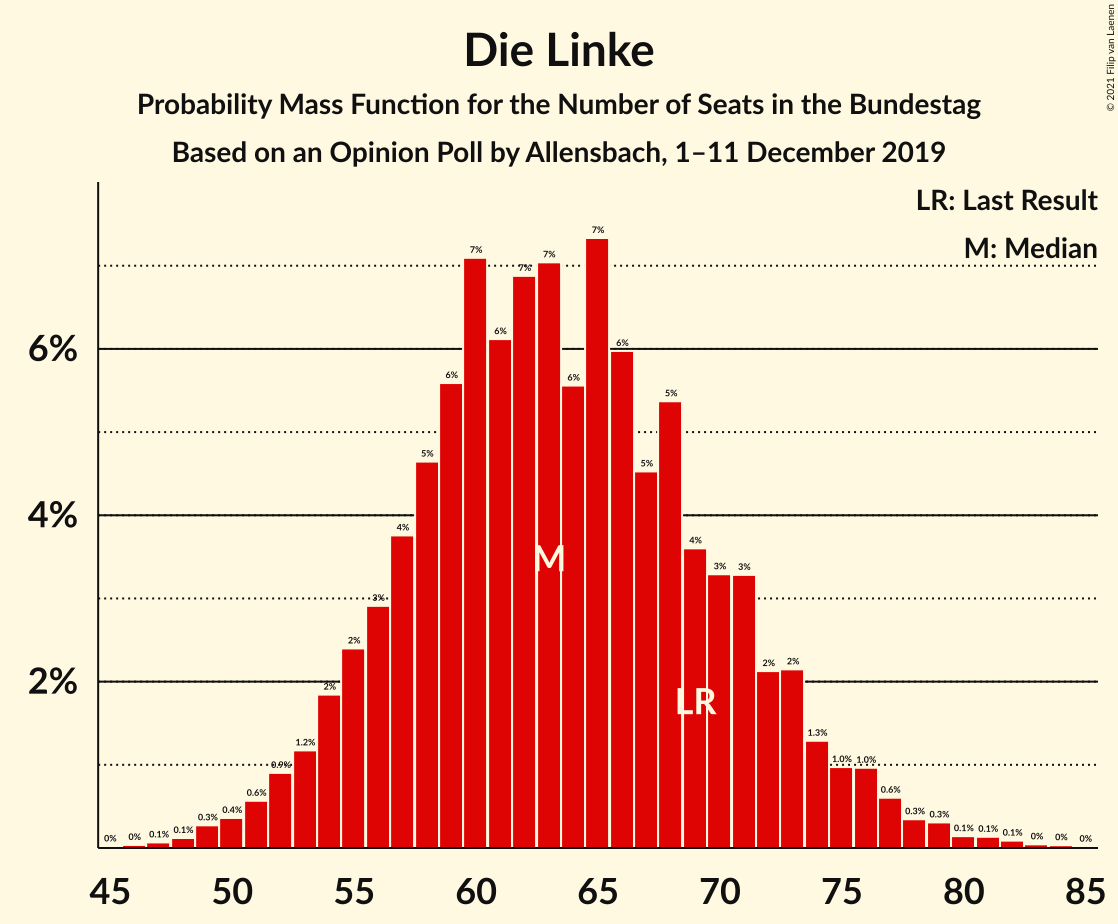 © 2021 Filip van Laenen
Die Linke
Probability Mass Function for the Number of Seats in the Bundestag
Based on an Opinion Poll by Allensbach, 1–11 December 2019
LR: Last Result
M: Median
6%
4%
2%
0% 0% 0.1% 0.1% 0.3% 0.4% 0.6% 0.9% 1.2% 2% 2% 3% 4% 5% 6% 7% 6% 7% 7% 6% 7% 6% 5% 5% 4% 3% 3% 2% 2% 1.3% 1.0% 1.0% 0.6% 0.3% 0.3% 0.1% 0.1% 0.1% 0% 0% 0%
M
LR
45 50 55 60 65 70 75 80 85